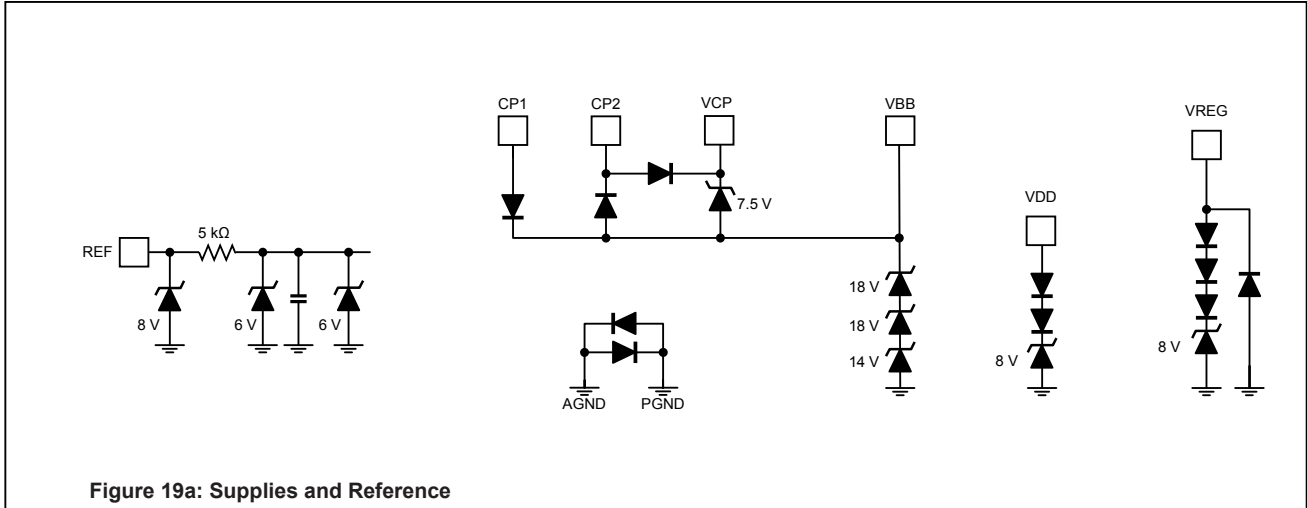 CP1
CP2
VCP
VBB
VREG
7.5 V
VDD
5 kΩ
REF
18 V
8 V
6 V
6 V
18 V
8 V
8 V
14 V
AGND
PGND
Figure 19a: Supplies and Reference